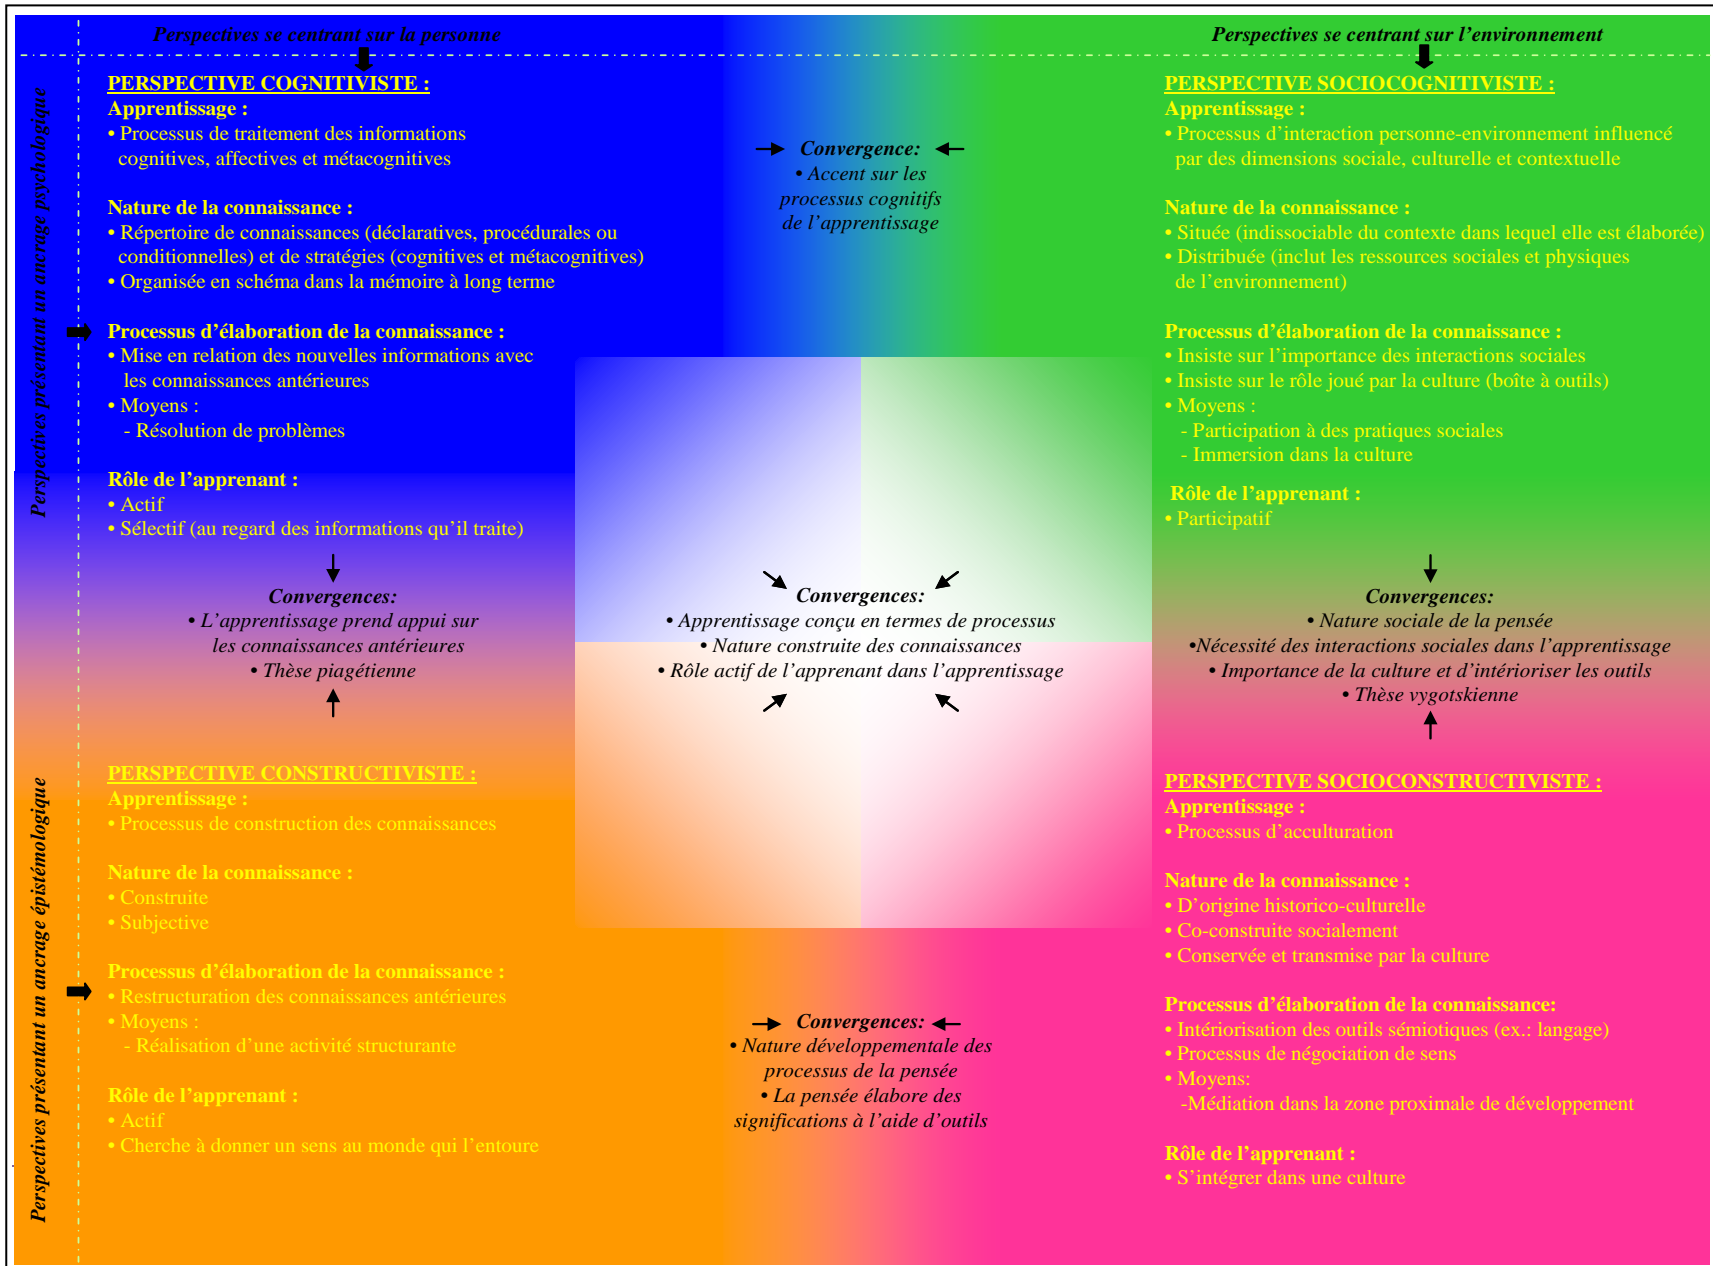 Perspectives se centrant sur la personne
Perspectives se centrant sur l’environnement
Perspectives présentant un ancrage psychologique
PERSPECTIVE COGNITIVISTE :
Apprentissage :
• Processus de traitement des informations
cognitives, affectives et métacognitives
Nature de la connaissance :
• Répertoire de connaissances (déclaratives, procédurales ou
conditionnelles) et de stratégies (cognitives et métacognitives)
• Organisée en schéma dans la mémoire à long terme
Processus d’élaboration de la connaissance :
• Mise en relation des nouvelles informations avec
les connaissances antérieures
• Moyens :
- Résolution de problèmes
Rôle de l’apprenant :
• Actif
• Sélectif (au regard des informations qu’il traite)
Convergence:
• Accent sur les
processus cognitifs
de l’apprentissage
PERSPECTIVE SOCIOCOGNITIVISTE :
Apprentissage :
• Processus d’interaction personne-environnement influencé
par des dimensions sociale, culturelle et contextuelle
Nature de la connaissance :
• Située (indissociable du contexte dans lequel elle est élaborée)
• Distribuée (inclut les ressources sociales et physiques
de l’environnement)
Processus d’élaboration de la connaissance :
• Insiste sur l’importance des interactions sociales
• Insiste sur le rôle joué par la culture (boîte à outils)
• Moyens :
- Participation à des pratiques sociales
- Immersion dans la culture
Rôle de l’apprenant :
• Participatif
Convergences:
• L’apprentissage prend appui sur
les connaissances antérieures
• Thèse piagétienne
Convergences:
• Apprentissage conçu en termes de processus
• Nature construite des connaissances
• Rôle actif de l’apprenant dans l’apprentissage
Convergences:
• Nature sociale de la pensée
•Nécessité des interactions sociales dans l’apprentissage
• Importance de la culture et d’intérioriser les outils
• Thèse vygotskienne
Perspectives présentant un ancrage épistémologique
PERSPECTIVE CONSTRUCTIVISTE :
Apprentissage :
• Processus de construction des connaissances
Nature de la connaissance :
• Construite
• Subjective
Processus d’élaboration de la connaissance :
• Restructuration des connaissances antérieures
• Moyens :
- Réalisation d’une activité structurante
Rôle de l’apprenant :
• Actif
• Cherche à donner un sens au monde qui l’entoure
Convergences:
• Nature développementale des
processus de la pensée
• La pensée élabore des
significations à l’aide d’outils
PERSPECTIVE SOCIOCONSTRUCTIVISTE :
Apprentissage :
• Processus d’acculturation
Nature de la connaissance :
• D’origine historico-culturelle
• Co-construite socialement
• Conservée et transmise par la culture
Processus d’élaboration de la connaissance:
• Intériorisation des outils sémiotiques (ex.: langage)
• Processus de négociation de sens
• Moyens:
-Médiation dans la zone proximale de développement
Rôle de l’apprenant :
• S’intégrer dans une culture